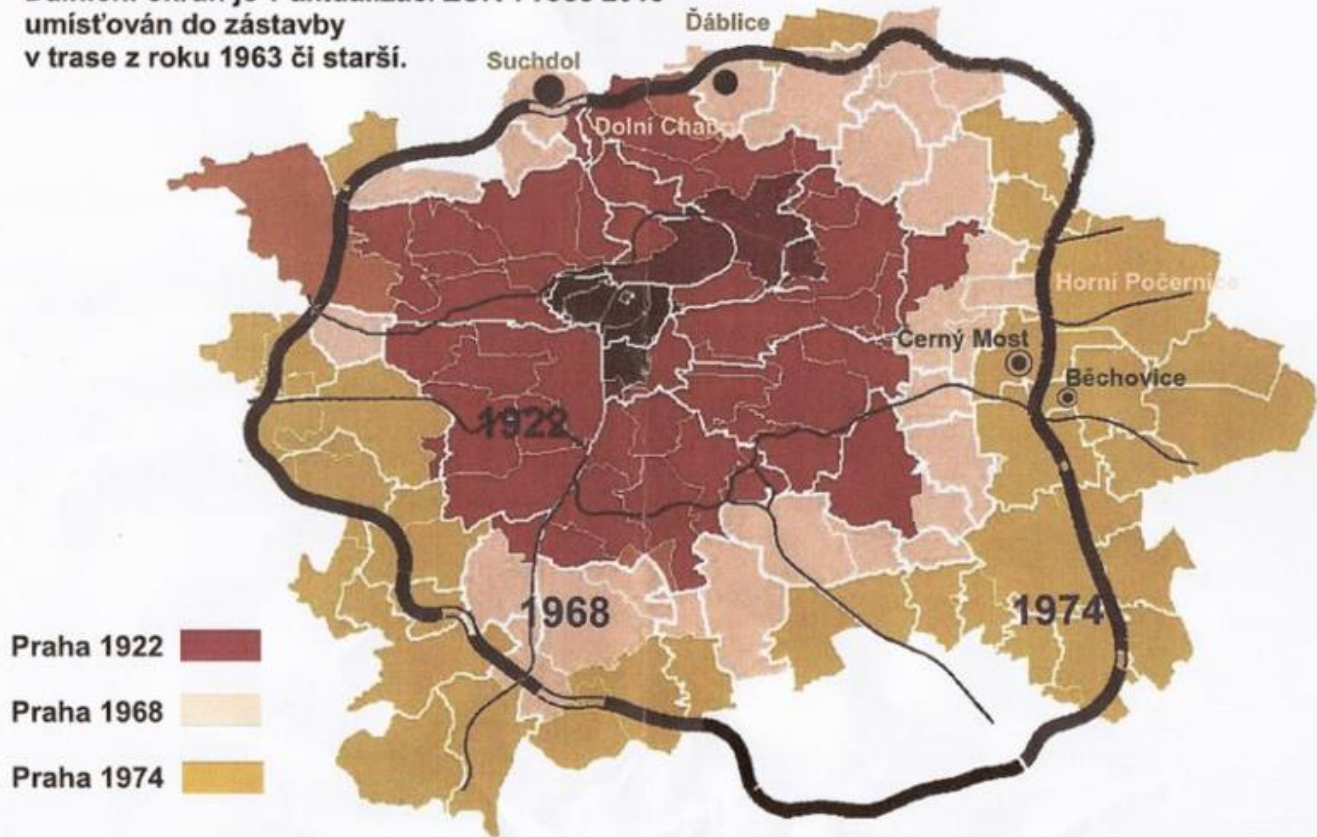 umísťován do zástavby
v trase z roku 1963 či starší.
Ďáblice
Suchdol
Dolní Chab
Horní Počernice
Černý Most
Běchovice
1922
1968
1974
Praha 1922
Praha 1968
Praha 1974